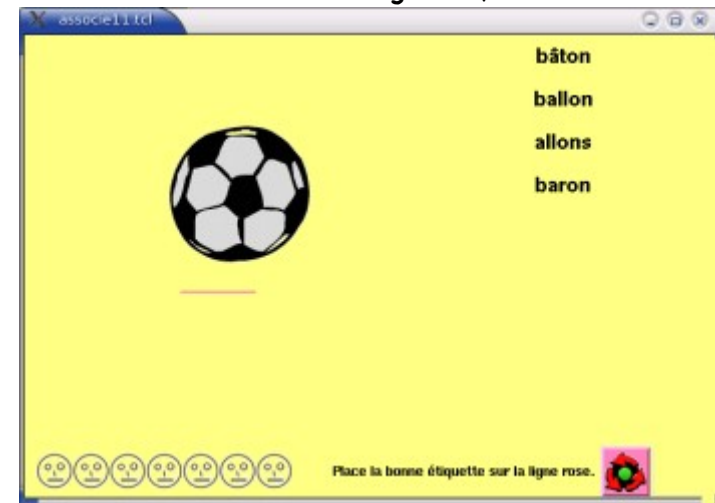 associe11.tcl
bâton
ballon
allons
baron
Place la bonne étiquette sur la ligne rose.